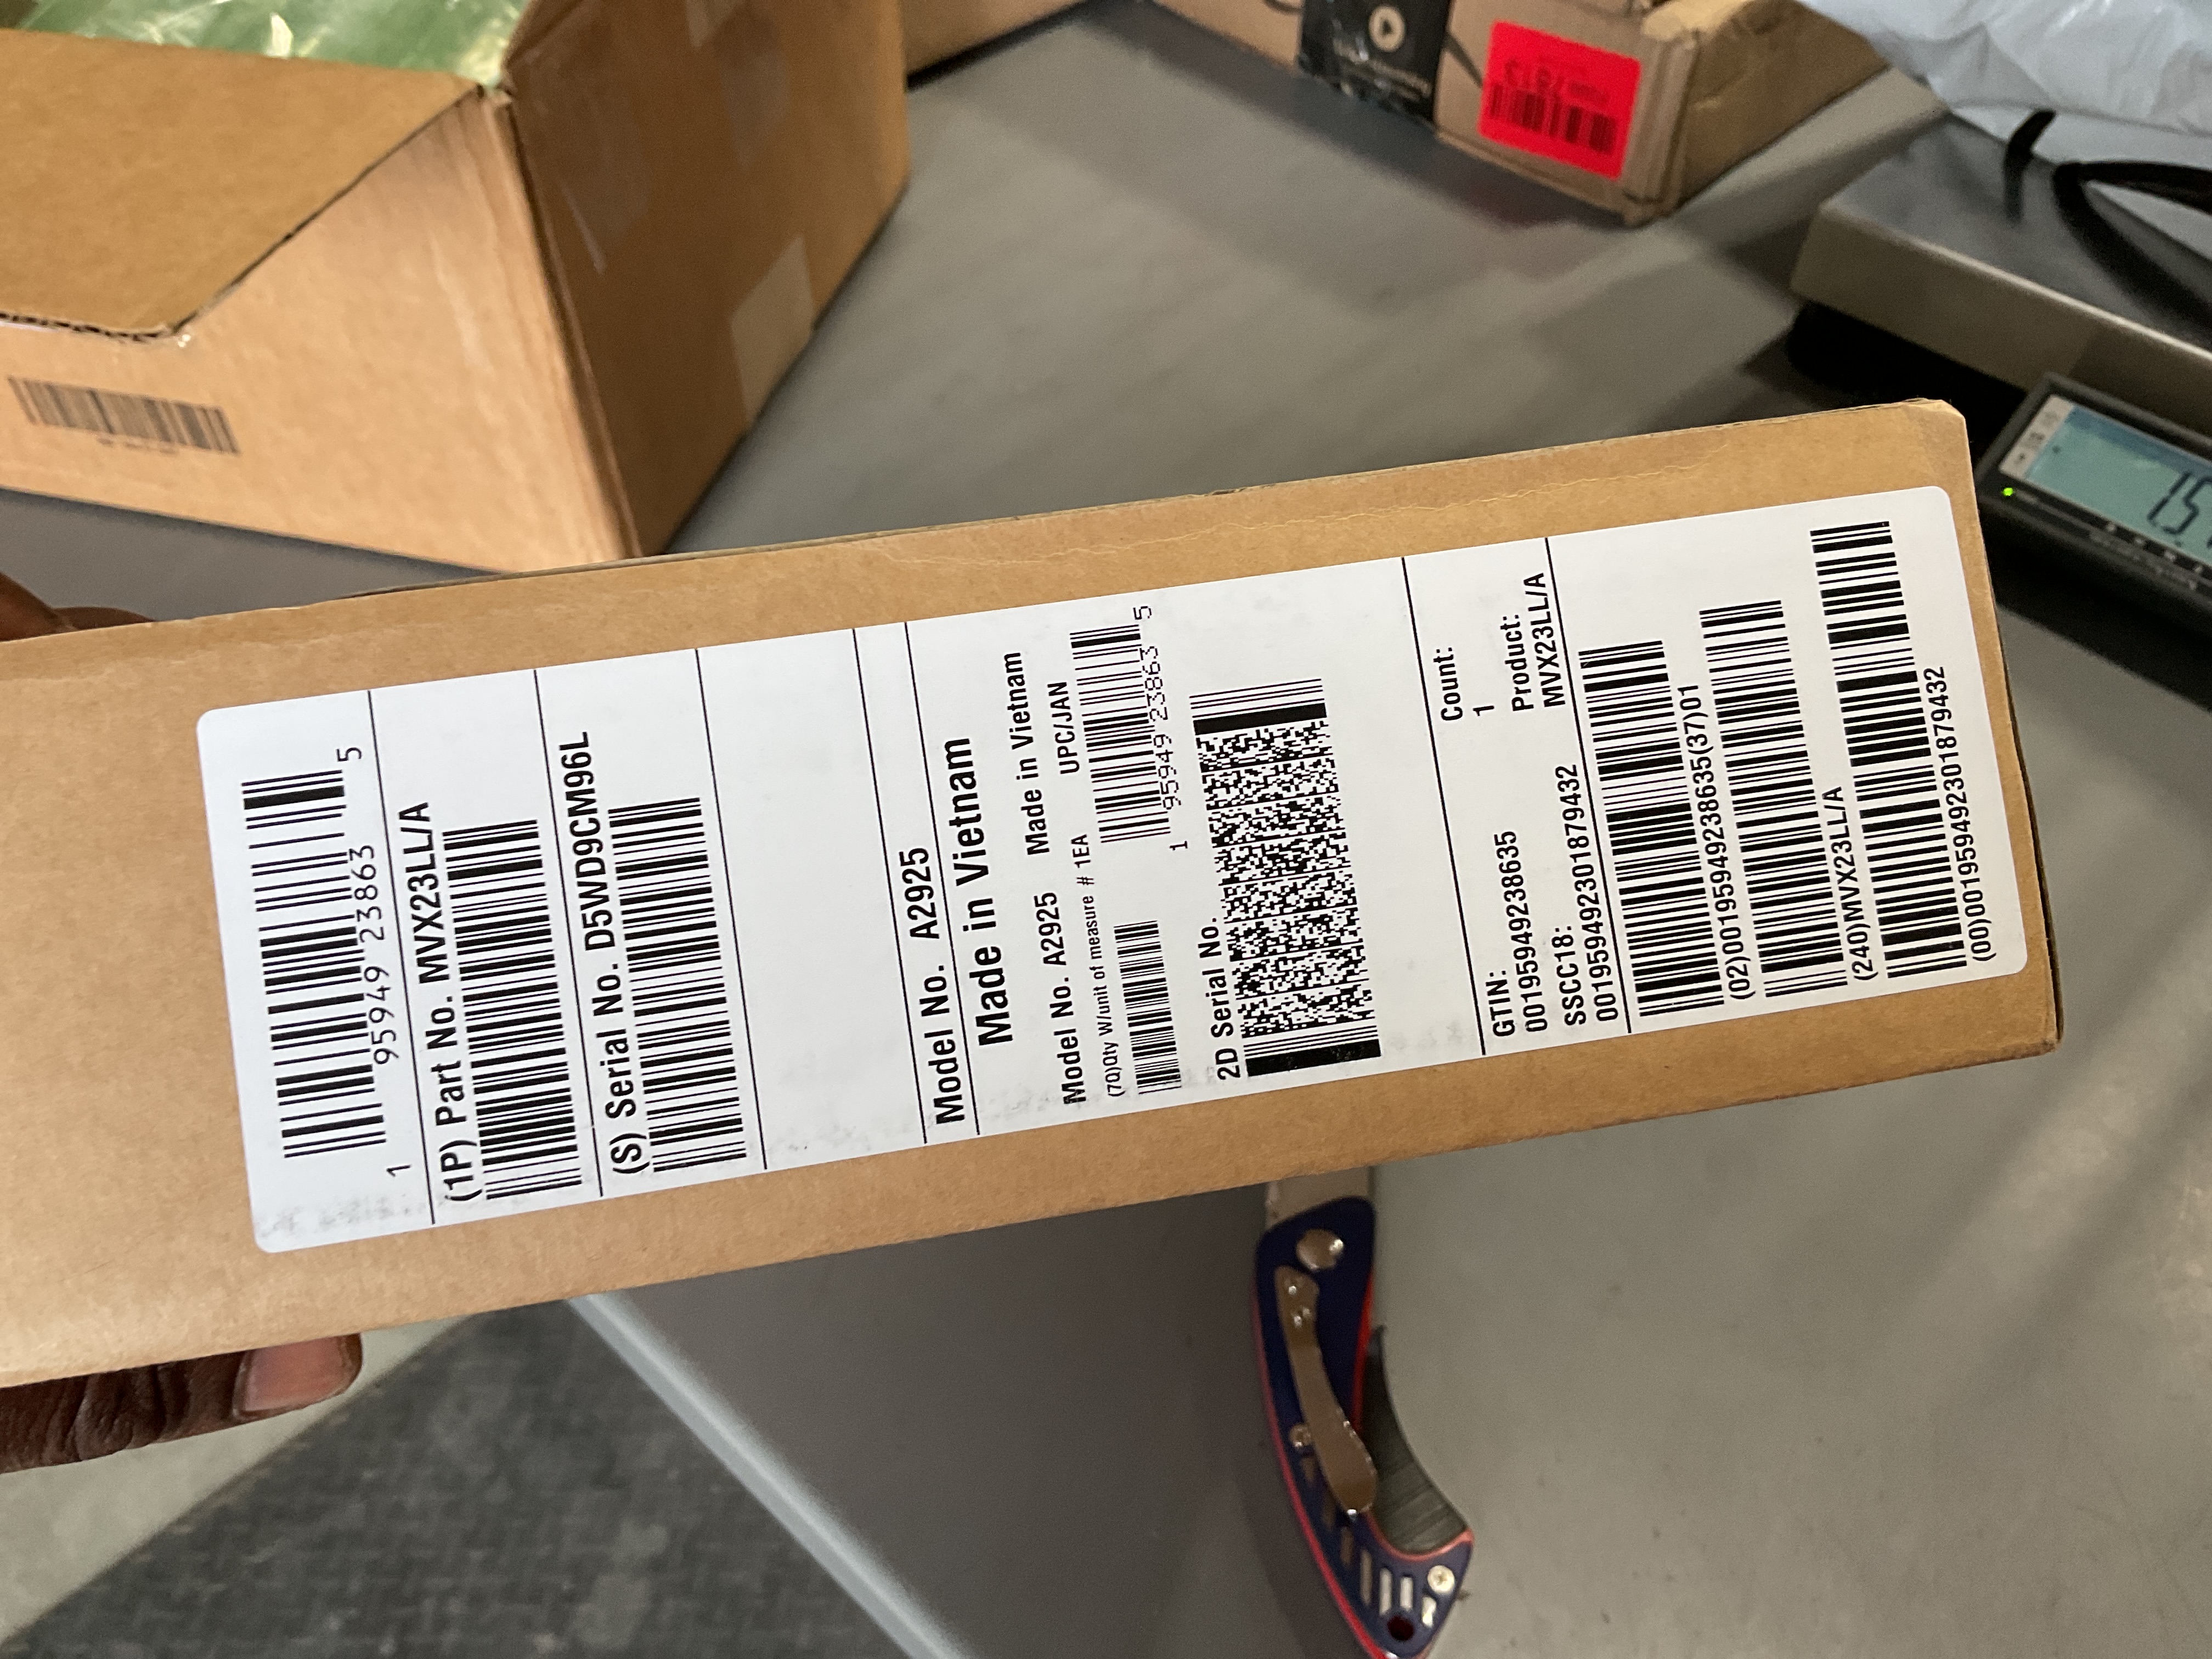 1 95949 23863 5
(1P) Part No. MVX23LL/A
(S) Serial No. D5WD9CM96L
Model No. A2925
Made in Vietnam
Model No. A2925 Made in Vietnam
(7Q)Qty W/unit of measure # 1EA UPC/JAN
1 95949 23863 5
2D Serial No.
GTIN:
00195949238635
Count:
1
SSCC18:
001959492301879432
Product:
MVX23LL/A
(02)00195949238635(37)01
(240)MVX23LL/A
(00)001959492301879432